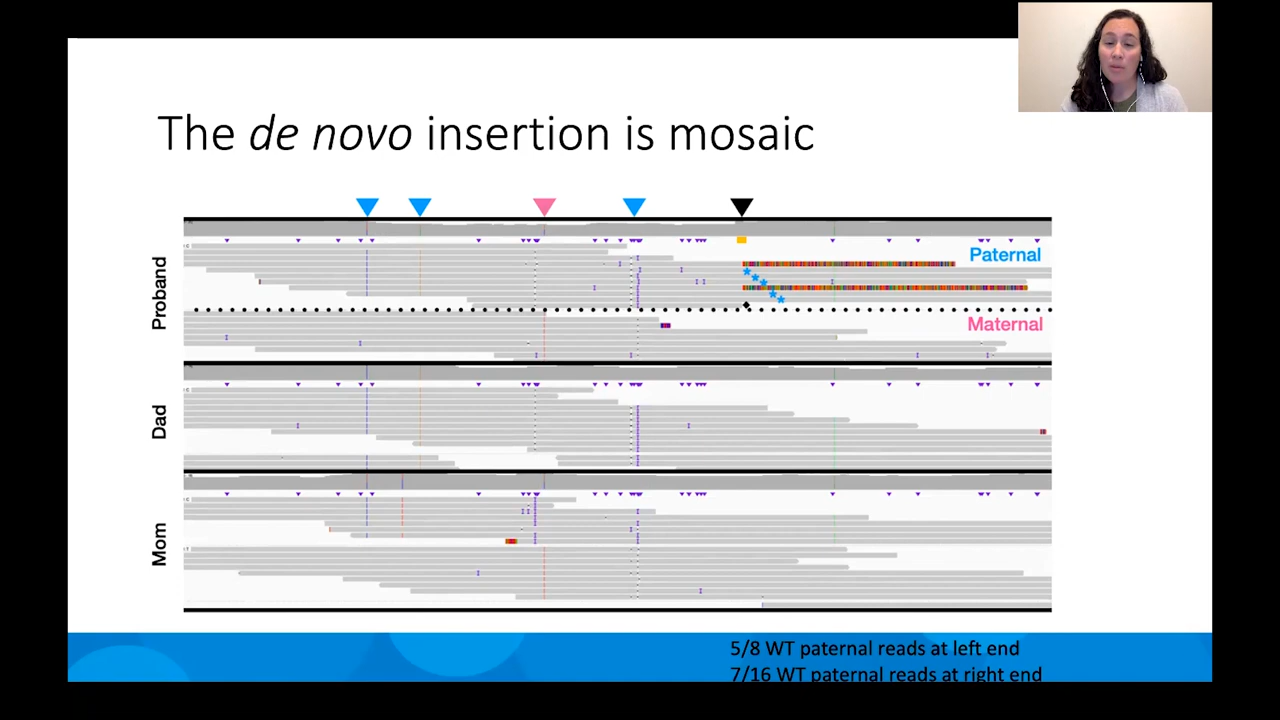 The de novo insertion is mosaic
Proband
Paternal
Maternal
Dad
Mom
5/8 WT paternal reads at left end
7/16 WT paternal reads at right end